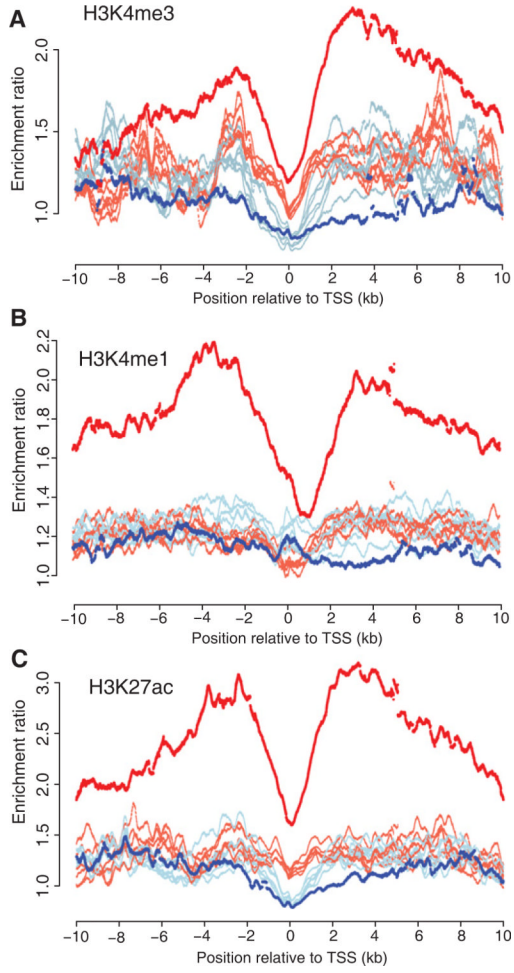 A
H3K4me3
Enrichment ratio
2.0
1.5
1.0
−10 −8 −6 −4 −2 0 2 4 6 8 10
Position relative to TSS (kb)
B
H3K4me1
Enrichment ratio
2.2
2.0
1.8
1.6
1.4
1.2
1.0
−10 −8 −6 −4 −2 0 2 4 6 8 10
Position relative to TSS (kb)
C
H3K27ac
Enrichment ratio
3.0
2.5
2.0
1.5
1.0
−10 −8 −6 −4 −2 0 2 4 6 8 10
Position relative to TSS (kb)